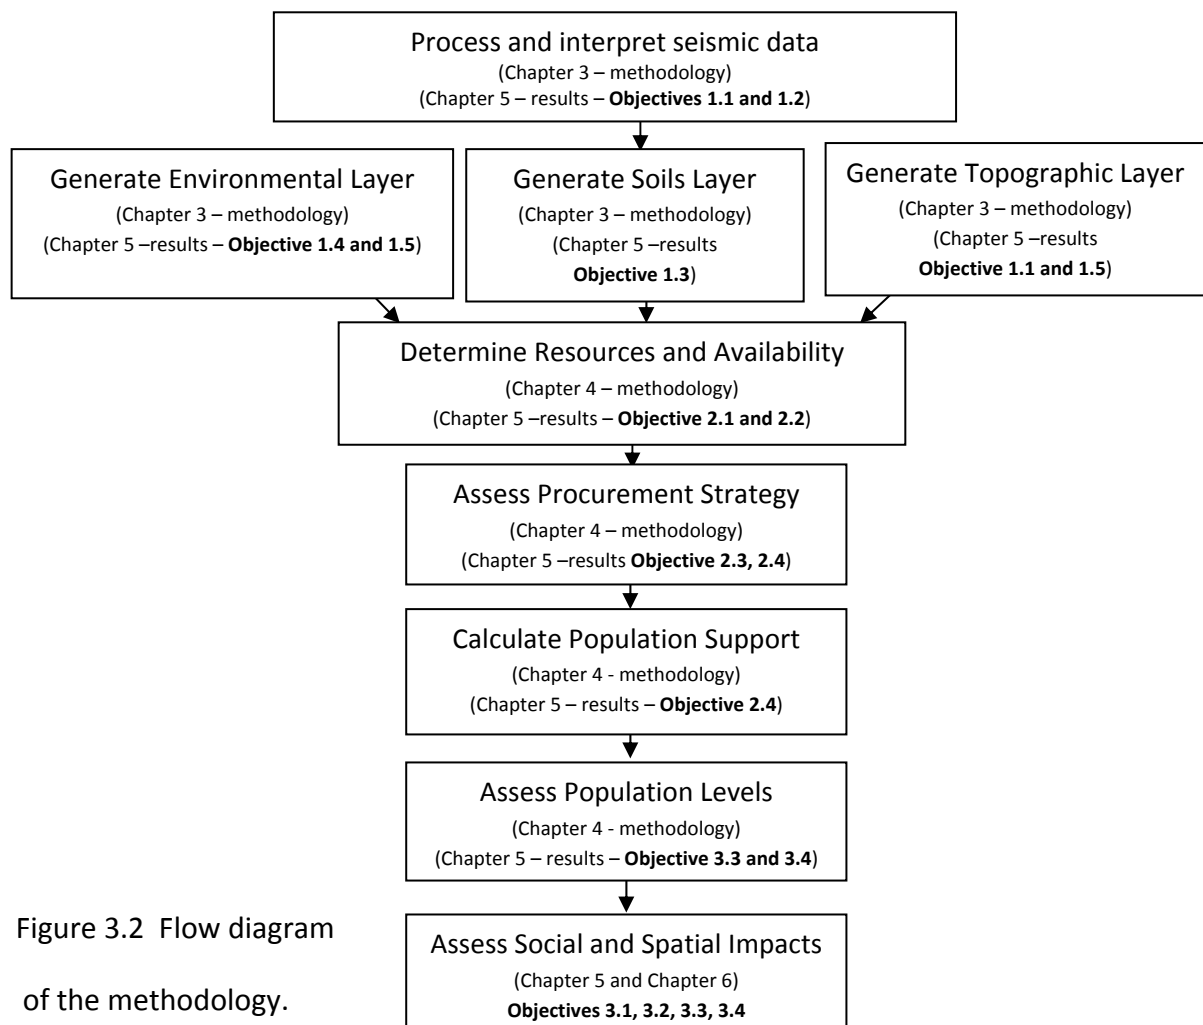 Process and interpret seismic data
(Chapter 3 – methodology)
(Chapter 5 – results – Objectives 1.1 and 1.2)
Generate Environmental Layer
(Chapter 3 – methodology)
(Chapter 5 –results – Objective 1.4 and 1.5)
Generate Soils Layer
(Chapter 3 – methodology)
(Chapter 5 –results
Objective 1.3)
Generate Topographic Layer
(Chapter 3 – methodology)
(Chapter 5 –results
Objective 1.1 and 1.5)
Determine Resources and Availability
(Chapter 4 – methodology)
(Chapter 5 –results – Objective 2.1 and 2.2)
Assess Procurement Strategy
(Chapter 4 – methodology)
(Chapter 5 –results Objective 2.3, 2.4)
Calculate Population Support
(Chapter 4 - methodology)
(Chapter 5 – results – Objective 2.4)
Assess Population Levels
(Chapter 4 - methodology)
(Chapter 5 – results – Objective 3.3 and 3.4)
Assess Social and Spatial Impacts
(Chapter 5 and Chapter 6)
Objectives 3.1, 3.2, 3.3, 3.4
Figure 3.2  Flow diagram
of the methodology.